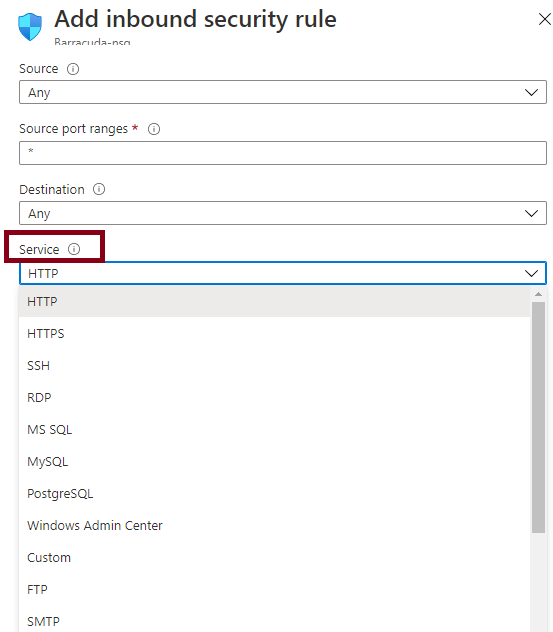 Add inbound security rule
Barracuda-nsg
Source
Any
Source port ranges *
*
Destination
Any
Service
HTTP
HTTP
HTTPS
SSH
RDP
MS SQL
MySQL
PostgreSQL
Windows Admin Center
Custom
FTP
SMTP